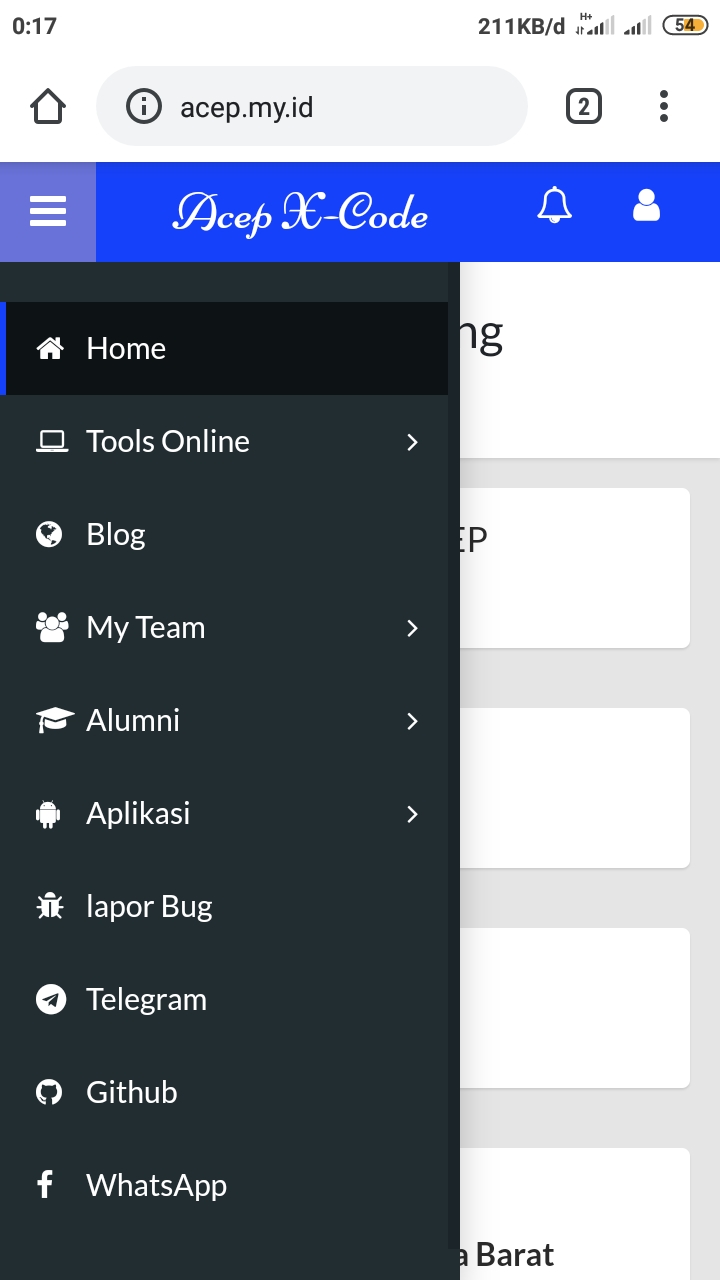 0:17
211KB/d H+ 54
acep.my.id
2
Acep X-Code
Home
Tools Online
Blog
My Team
Alumni
Aplikasi
lapor Bug
Telegram
Github
WhatsApp
ng
EP
a Barat